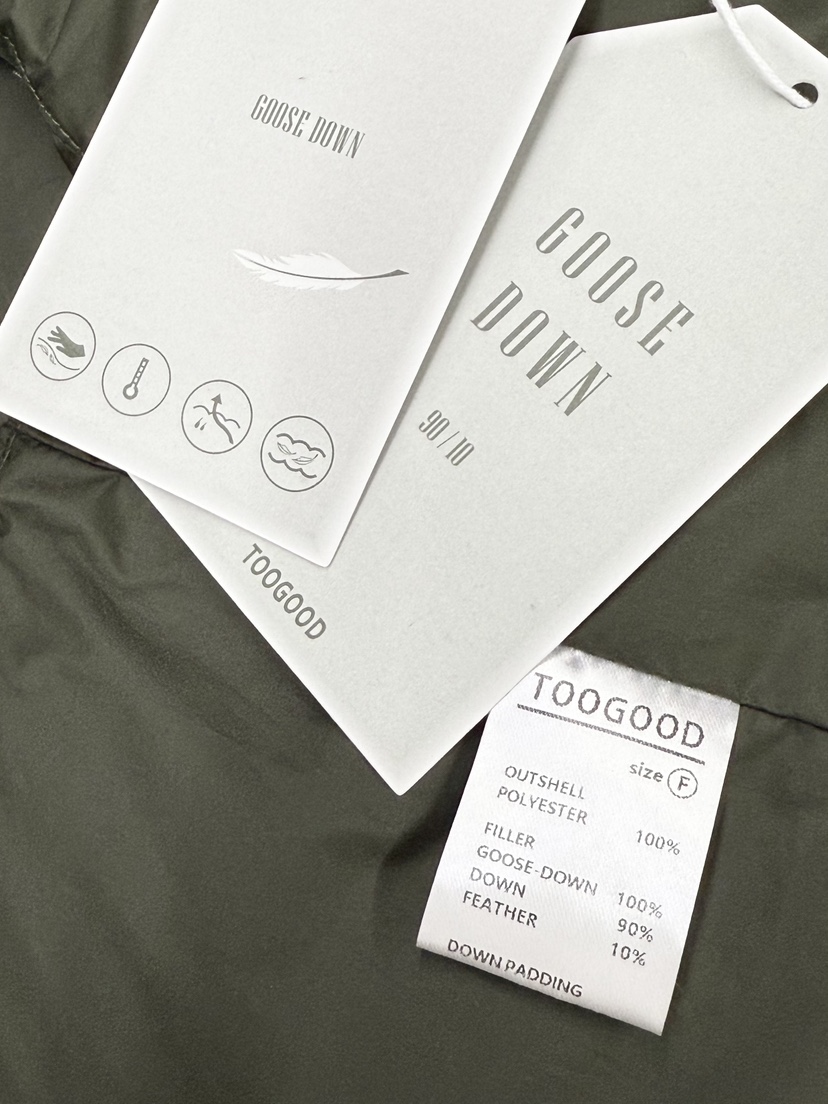 GOOSE DOWN
GOOSE
DOWN
90 / 10
TOOGOOD
TOOGOOD
size F
OUTSHELL
POLYESTER 100%
FILLER
GOOSE-DOWN 100%
DOWN 90%
FEATHER 10%
DOWN PADDING